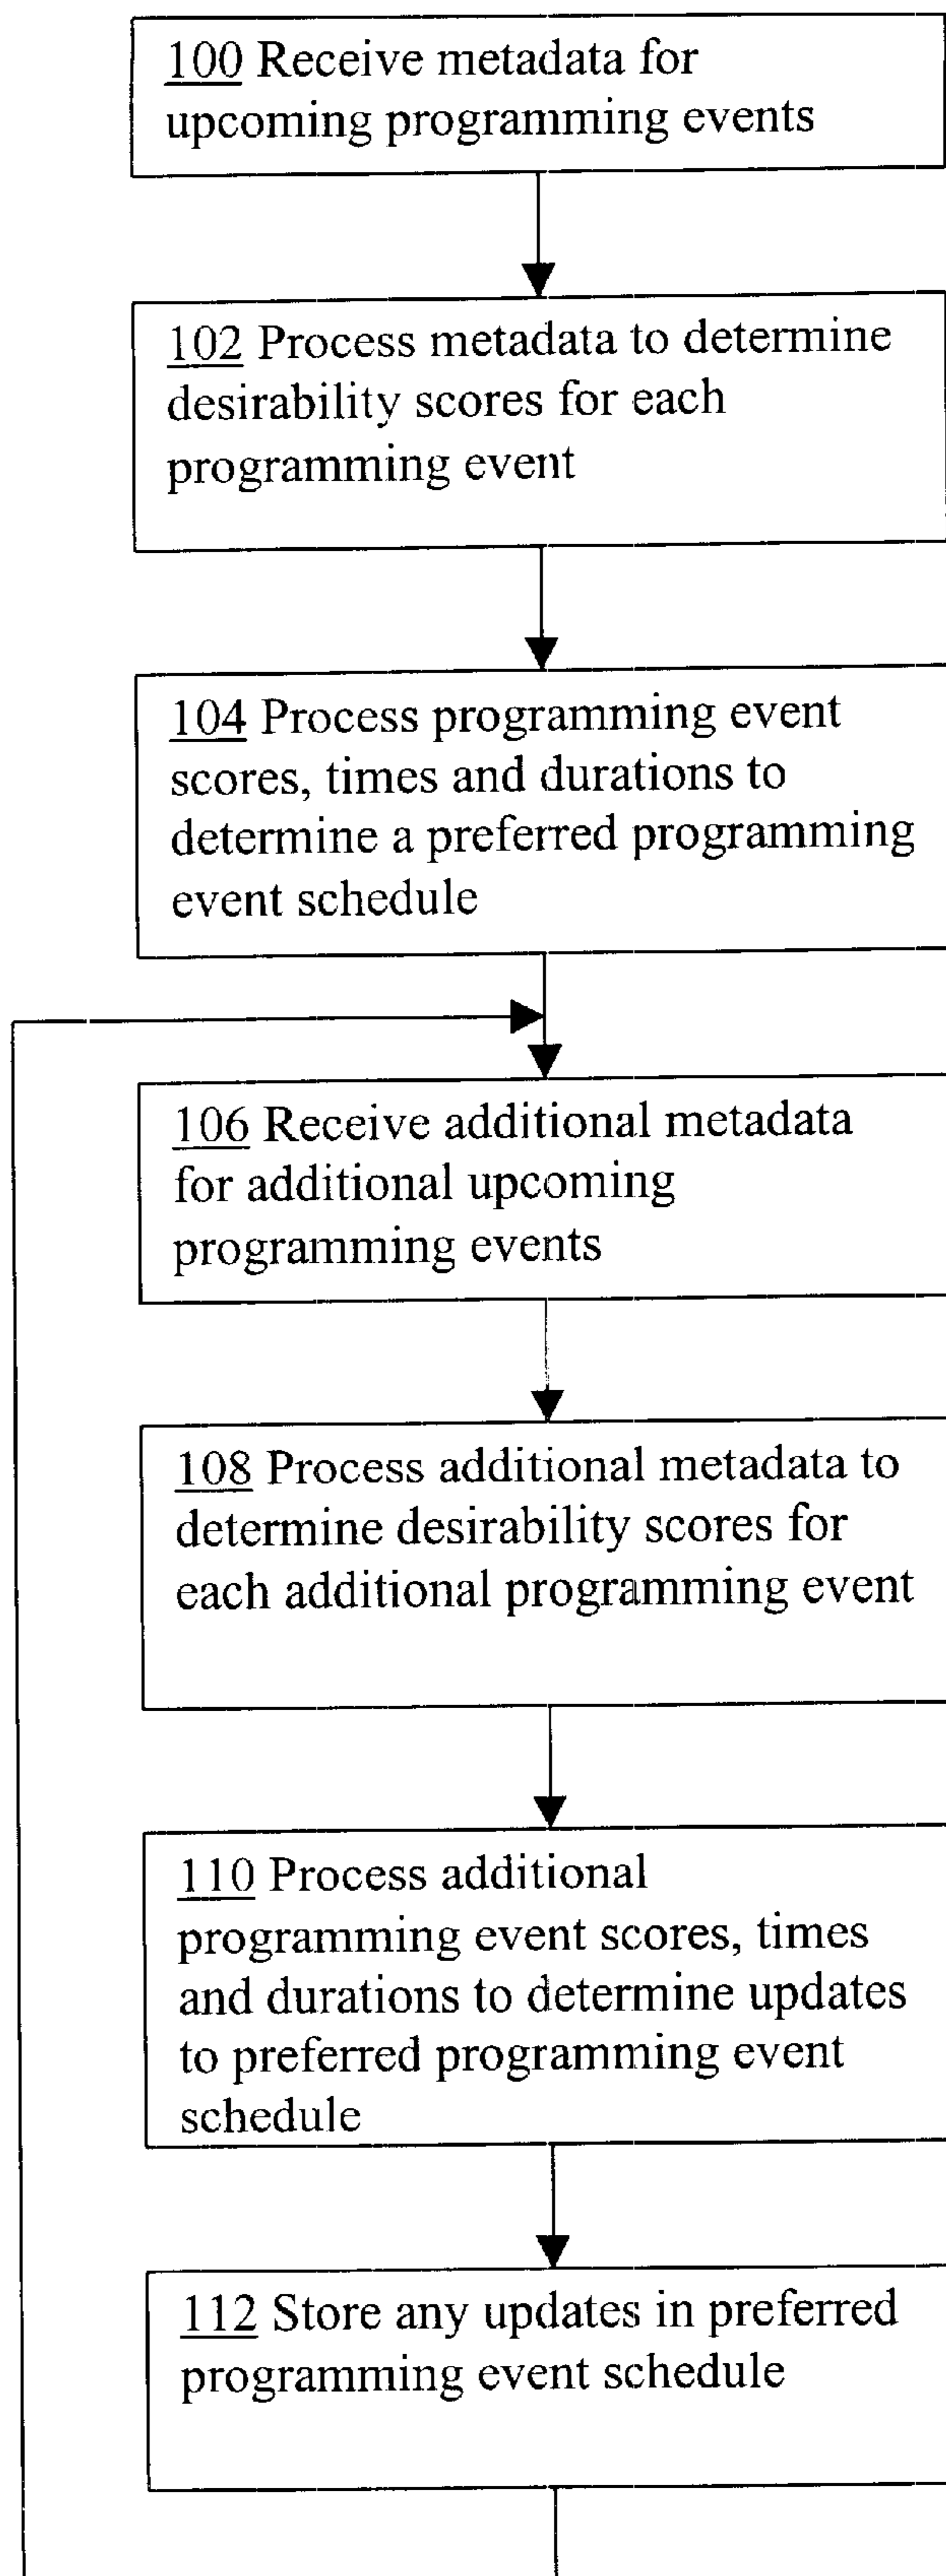 100 Receive metadata for
upcoming programming events
102 Process metadata to determine
desirability scores for each
programming event
104 Process programming event
scores, times and durations to
determine a preferred programming
event schedule
106 Receive additional metadata
for additional upcoming
programming events
108 Process additional metadata to
determine desirability scores for
each additional programming event
110 Process additional
programming event scores, times
and durations to determine updates
to preferred programming event
schedule
112 Store any updates in preferred
programming event schedule